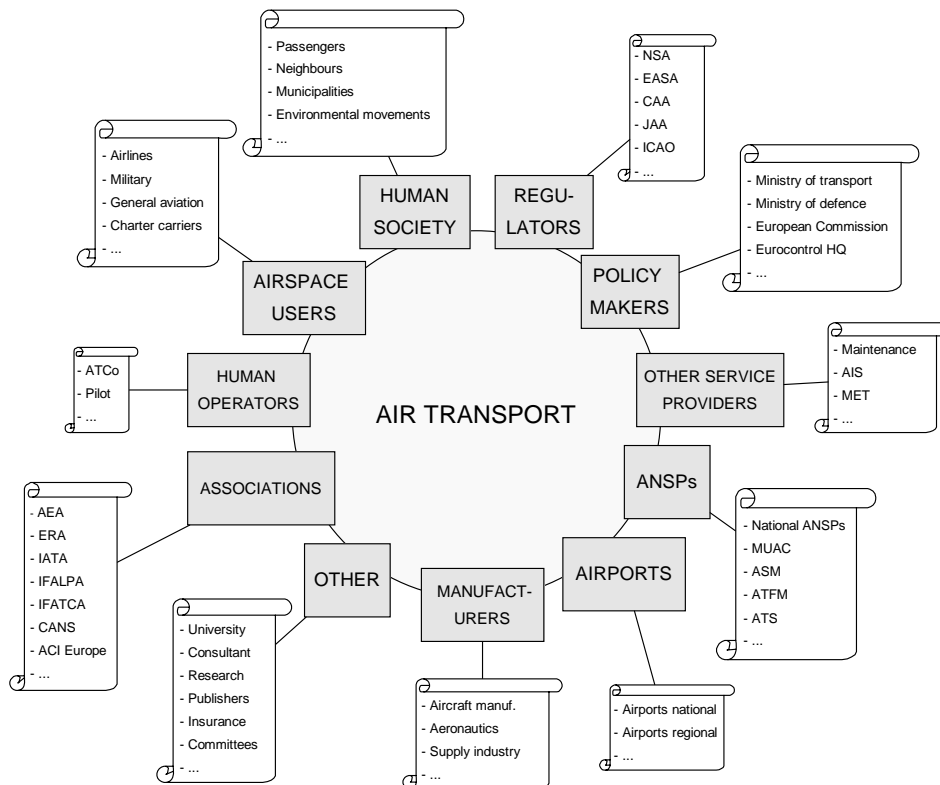 - Passengers
- Neighbours
- Municipalities
- Environmental movements
- ...
- NSA
- EASA
- CAA
- JAA
- ICAO
- ...
- Airlines
- Military
- General aviation
- Charter carriers
- ...
- Ministry of transport
- Ministry of defence
- European Commission
- Eurocontrol HQ
- ...
HUMAN
SOCIETY
REGU-
LATORS
AIRSPACE
USERS
POLICY
MAKERS
- ATCo
- Pilot
- ...
HUMAN
OPERATORS
OTHER SERVICE
PROVIDERS
- Maintenance
- AIS
- MET
- ...
AIR TRANSPORT
ASSOCIATIONS
ANSPs
- AEA
- ERA
- IATA
- IFALPA
- IFATCA
- CANS
- ACI Europe
- ...
- National ANSPs
- MUAC
- ASM
- ATFM
- ATS
- ...
OTHER
MANUFACT-
URERS
AIRPORTS
- University
- Consultant
- Research
- Publishers
- Insurance
- Committees
- ...
- Aircraft manuf.
- Aeronautics
- Supply industry
- ...
- Airports national
- Airports regional
- ...